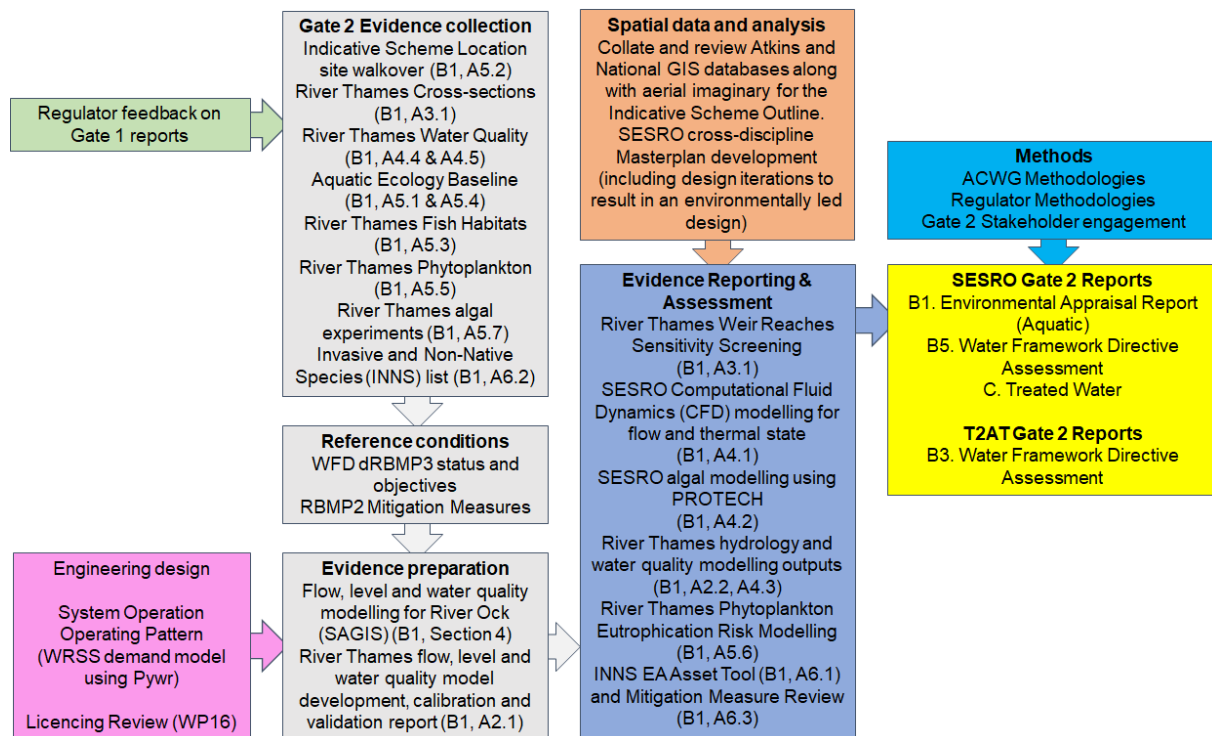 Regulator feedback on
Gate 1 reports
Gate 2 Evidence collection
Indicative Scheme Location
site walkover (B1, A5.2)
River Thames Cross-sections
(B1, A3.1)
River Thames Water Quality
(B1, A4.4 & A4.5)
Aquatic Ecology Baseline
(B1, A5.1 & A5.4)
River Thames Fish Habitats
(B1, A5.3)
River Thames Phytoplankton
(B1, A5.5)
River Thames algal
experiments (B1, A5.7)
Invasive and Non-Native
Species (INNS) list (B1, A6.2)
Reference conditions
WFD dRBMP3 status and
objectives
RBMP2 Mitigation Measures
Engineering design
System Operation
Operating Pattern
(WRSS demand model
using Pywr)
Licencing Review (WP16)
Evidence preparation
Flow, level and water quality
modelling for River Ock
(SAGIS) (B1, Section 4)
River Thames flow, level and
water quality model
development, calibration and
validation report (B1, A2.1)
Spatial data and analysis
Collate and review Atkins and
National GIS databases along
with aerial imaginary for the
Indicative Scheme Outline.
SESRO cross-discipline
Masterplan development
(including design iterations to
result in an environmentally led
design)
Evidence Reporting &
Assessment
River Thames Weir Reaches
Sensitivity Screening
(B1, A3.1)
SESRO Computational Fluid
Dynamics (CFD) modelling for
flow and thermal state
(B1, A4.1)
SESRO algal modelling using
PROTECH
(B1, A4.2)
River Thames hydrology and
water quality modelling outputs
(B1, A2.2, A4.3)
River Thames Phytoplankton
Eutrophication Risk Modelling
(B1, A5.6)
INNS EA Asset Tool (B1, A6.1)
and Mitigation Measure Review
(B1, A6.3)
Methods
ACWG Methodologies
Regulator Methodologies
Gate 2 Stakeholder engagement
SESRO Gate 2 Reports
B1. Environmental Appraisal Report
(Aquatic)
B5. Water Framework Directive
Assessment
C. Treated Water
T2AT Gate 2 Reports
B3. Water Framework Directive
Assessment